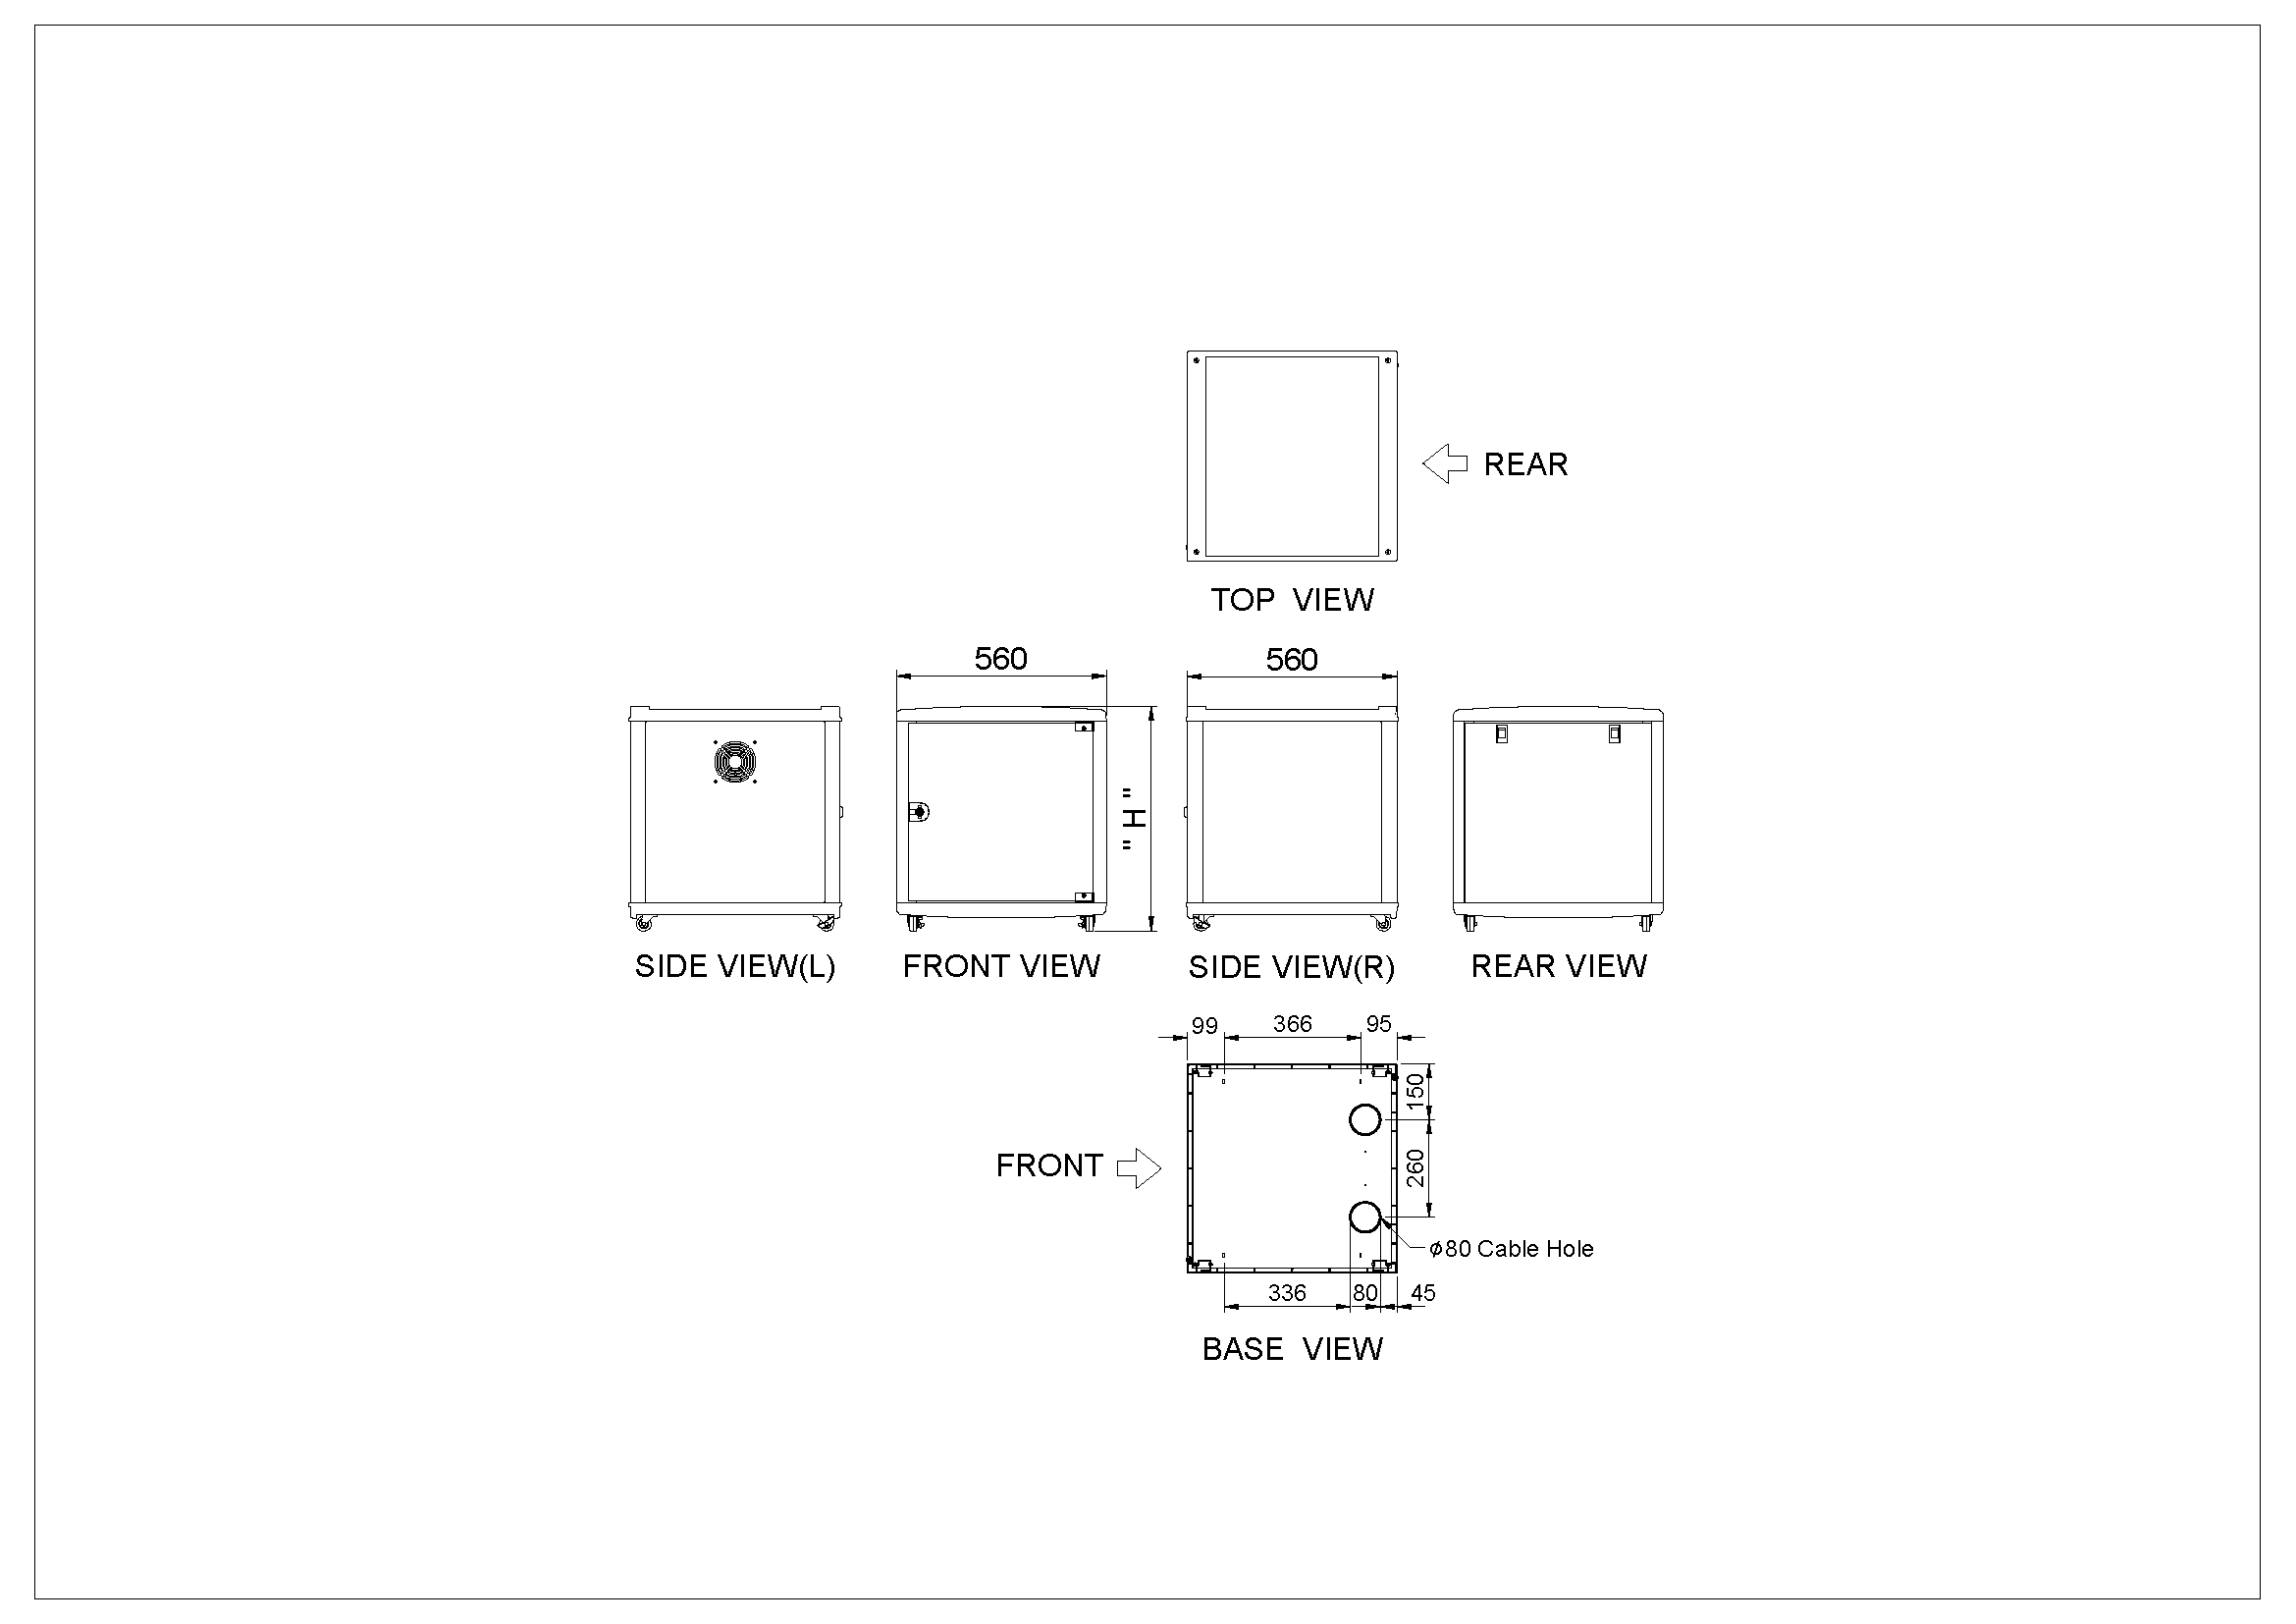 REAR
TOP VIEW
560
560
"H"
SIDE VIEW(L)
FRONT VIEW
SIDE VIEW(R)
REAR VIEW
99
366
95
150
260
FRONT
ϕ80 Cable Hole
336
80
45
BASE VIEW